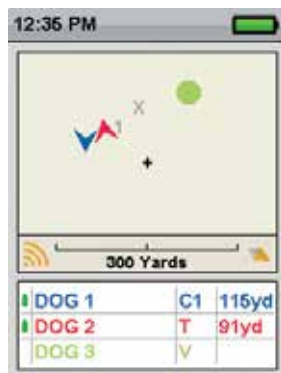 12:35 PM
X
1
300 Yards
DOG 1 C1 115yd
DOG 2 T 91yd
DOG 3 V